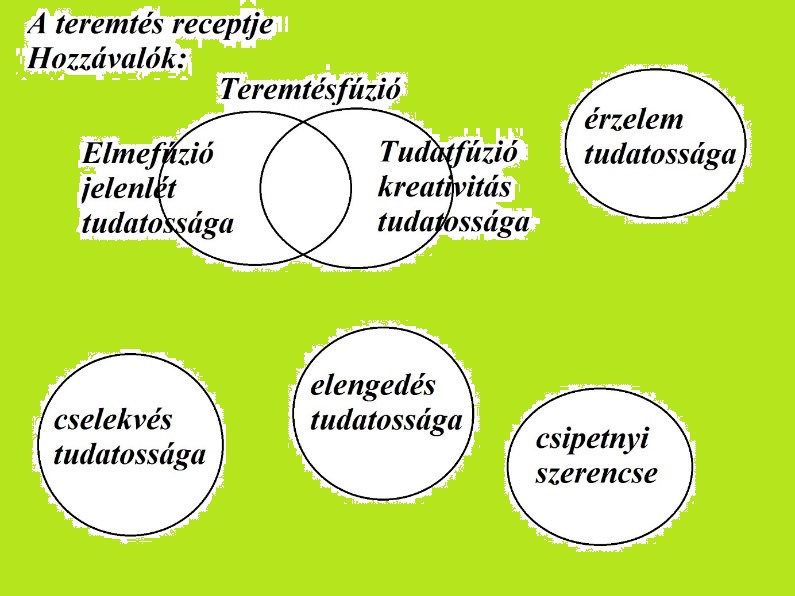 A teremtés receptje
Hozzávalók:
Teremtésfúzió
Elmefúzió
jelenlét
tudatossága
Tudatfúzió
kreativitás
tudatossága
érzelem
tudatossága
cselekvés
tudatossága
elengedés
tudatossága
csipetnyi
szerencse